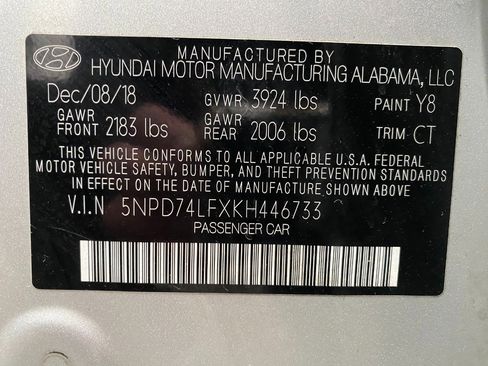 MANUFACTURED BY
HYUNDAI MOTOR MANUFACTURING ALABAMA, LLC
Dec/08/18 GVWR 3924 lbs PAINT Y8
GAWR FRONT 2183 lbs GAWR REAR 2006 lbs TRIM CT
THIS VEHICLE CONFORMS TO ALL APPLICABLE U.S.A. FEDERAL
MOTOR VEHICLE SAFETY, BUMPER, AND THEFT PREVENTION STANDARDS
IN EFFECT ON THE DATE OF MANUFACTURE SHOWN ABOVE.
V.I.N 5NPD74LFXKH446733
PASSENGER CAR